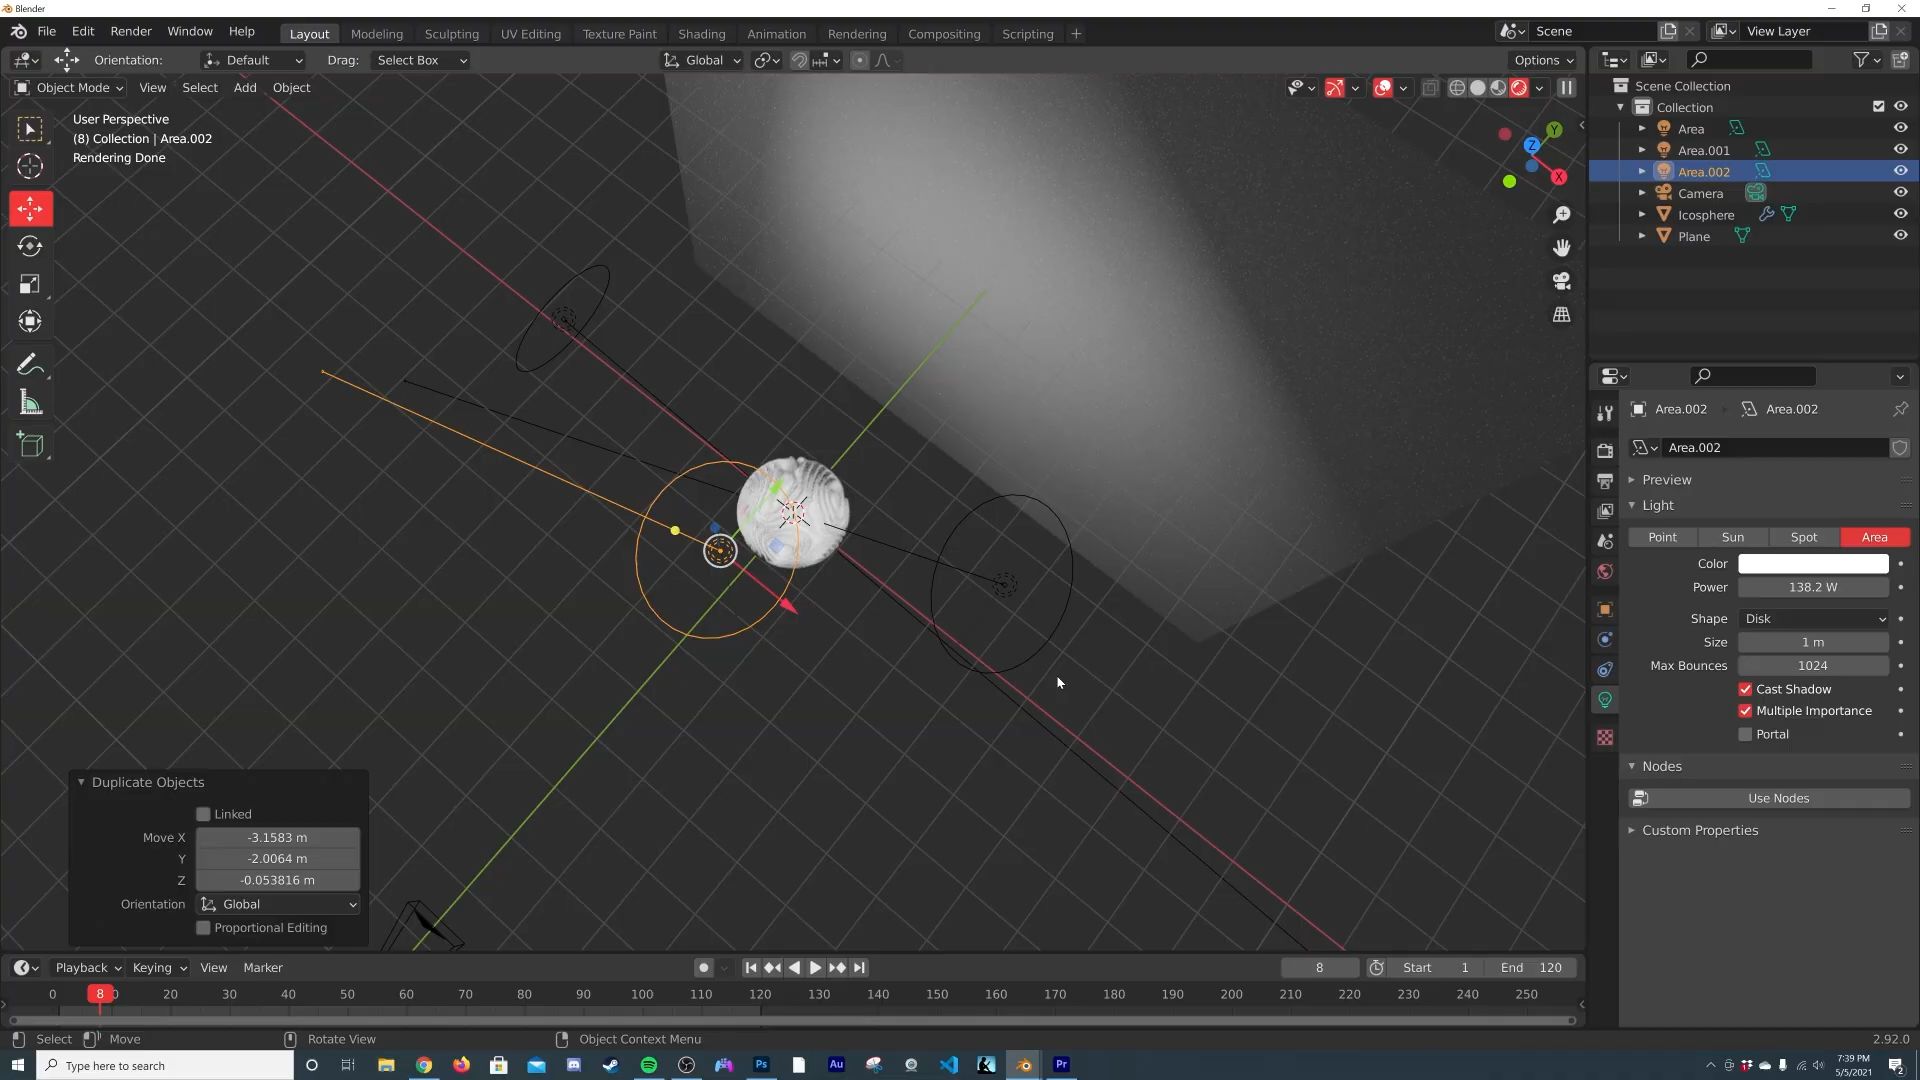 Blender
File Edit Render Window Help
Layout Modeling Sculpting UV Editing Texture Paint Shading Animation Rendering Compositing Scripting +
Scene
View Layer
Orientation: Default Drag: Select Box
Global
Options
Object Mode View Select Add Object
User Perspective
(8) Collection | Area.002
Rendering Done
Y
Z
X
Scene Collection
Collection
Area
Area.001
Area.002
Camera
Icosphere
Plane
Area.002 Area.002
Area.002
Preview
Light
Point Sun Spot Area
Color
Power 138.2 W
Shape Disk
Size 1 m
Max Bounces 1024
Cast Shadow
Multiple Importance
Portal
Nodes
Use Nodes
Custom Properties
Duplicate Objects
Linked
Move X -3.1583 m
Y -2.0064 m
Z -0.053816 m
Orientation Global
Proportional Editing
Playback Keying View Marker
8 Start 1 End 120
0 8 20 30 40 50 60 70 80 90 100 110 120 130 140 150 160 170 180 190 200 210 220 230 240 250
Select Move Rotate View Object Context Menu 2.92.0
Type here to search
Ps
Au
Pr
7:39 PM
5/5/2021
2